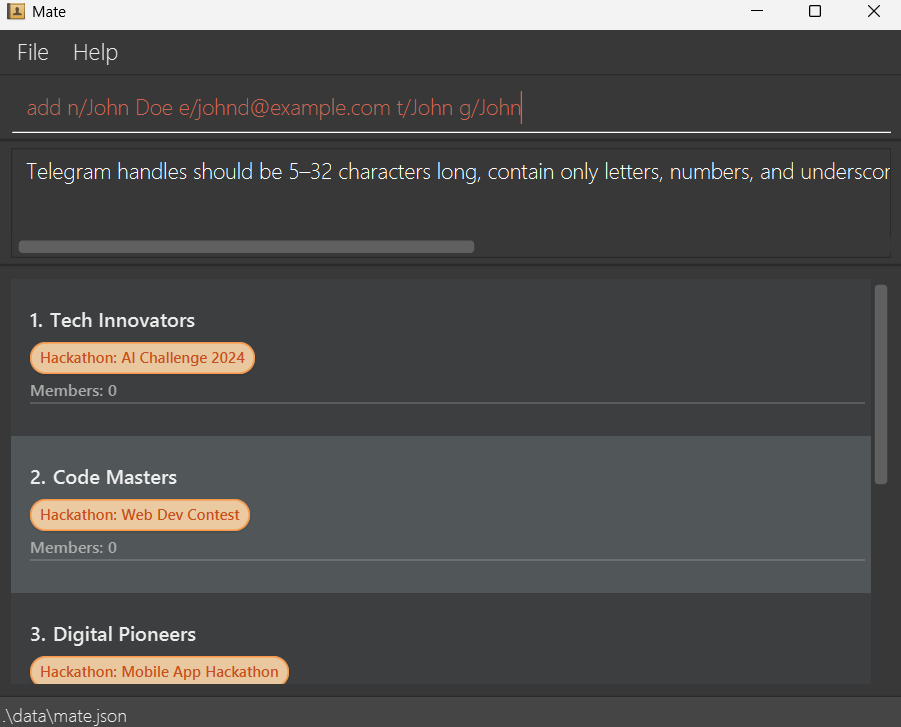 Mate
File Help
add n/John Doe e/johnd@example.com t/John g/John
Telegram handles should be 5–32 characters long, contain only letters, numbers, and underscor
1. Tech Innovators
Hackathon: AI Challenge 2024
Members: 0
2. Code Masters
Hackathon: Web Dev Contest
Members: 0
3. Digital Pioneers
Hackathon: Mobile App Hackathon
.\data\mate.json